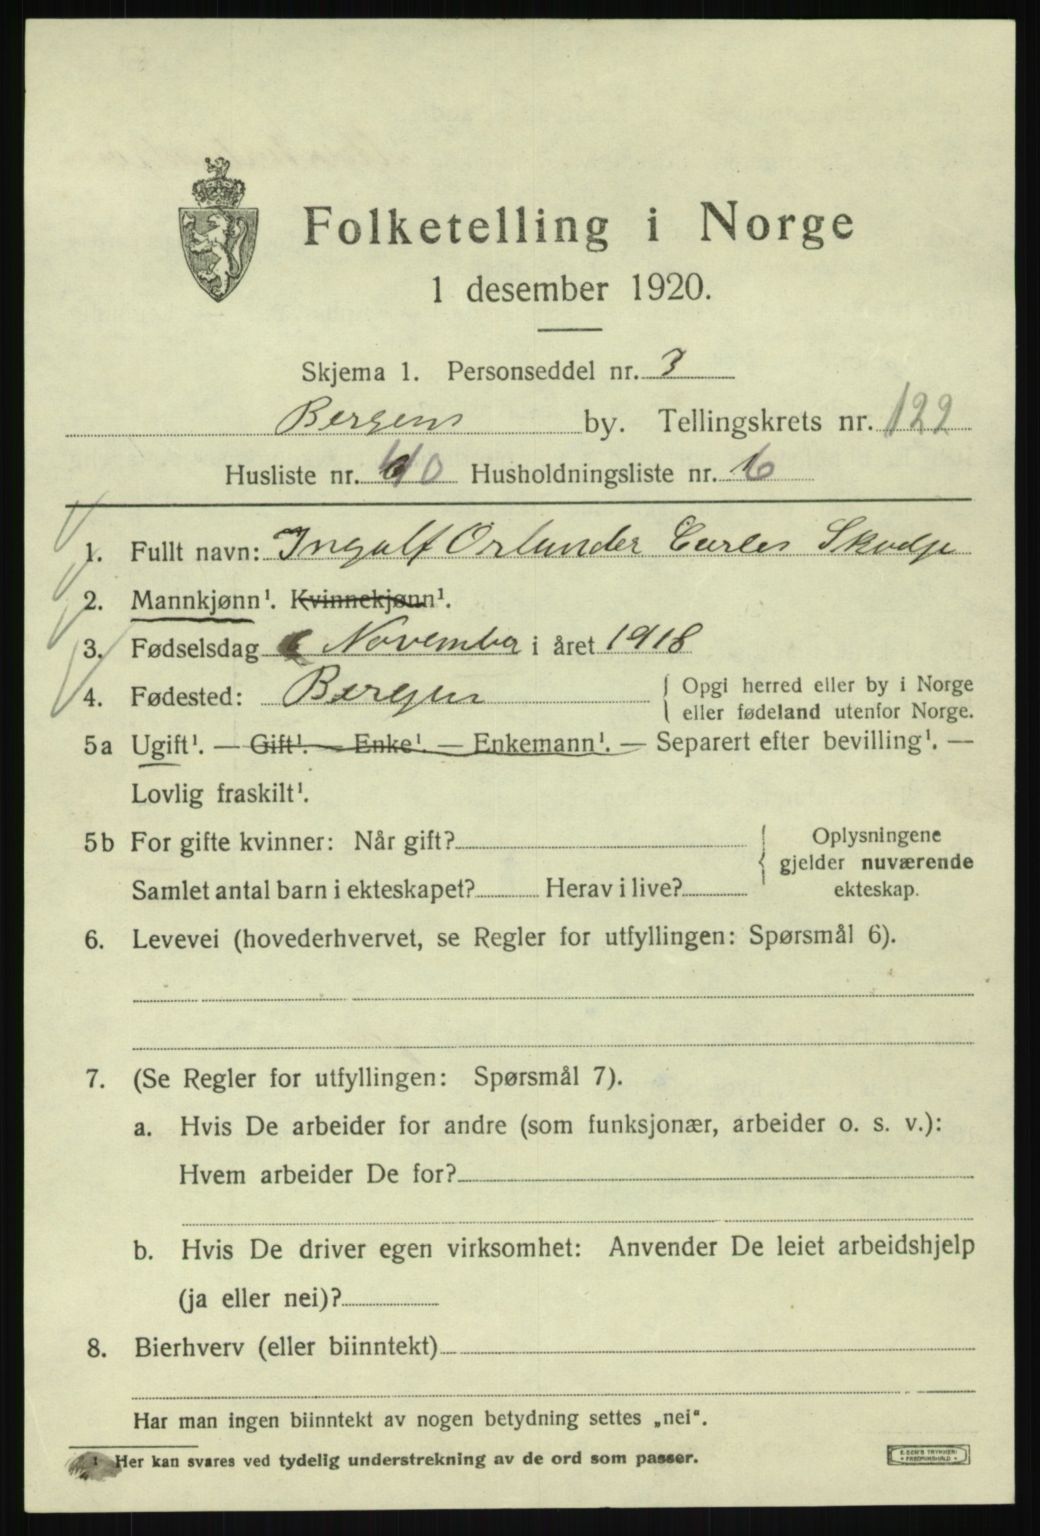 Folketelling i Norge
1 desember 1920.
Skjema 1. Personseddel nr. 3
Bergens by. Tellingskrets nr. 122
Husliste nr. 40 Husholdningsliste nr. 6
1. Fullt navn: Ingolf Orlander Carles Skodje
2. Mannkjønn¹. Kvinnekjønn¹.
3. Fødselsdag November i året 1918
4. Fødested: Bergen
Opgi herred eller by i Norge
eller fødeland utenfor Norge.
5a Ugift¹. — Gift¹. — Enke¹. — Enkemann¹. — Separert efter bevilling¹. —
Lovlig fraskilt¹.
5b For gifte kvinner: Når gift?
Samlet antal barn i ekteskapet? Herav i live?
Oplysningene
gjelder nuværende
ekteskap.
6. Levevei (hovederhvervet, se Regler for utfyllingen: Spørsmål 6).
7. (Se Regler for utfyllingen: Spørsmål 7).
a. Hvis De arbeider for andre (som funksjonær, arbeider o. s. v.):
Hvem arbeider De for?
b. Hvis De driver egen virksomhet: Anvender De leiet arbeidshjelp
(ja eller nei)?
8. Bierhverv (eller biinntekt)
Har man ingen biinntekt av nogen betydning settes „nei“.
¹ Her kan svares ved tydelig understrekning av de ord som passer.